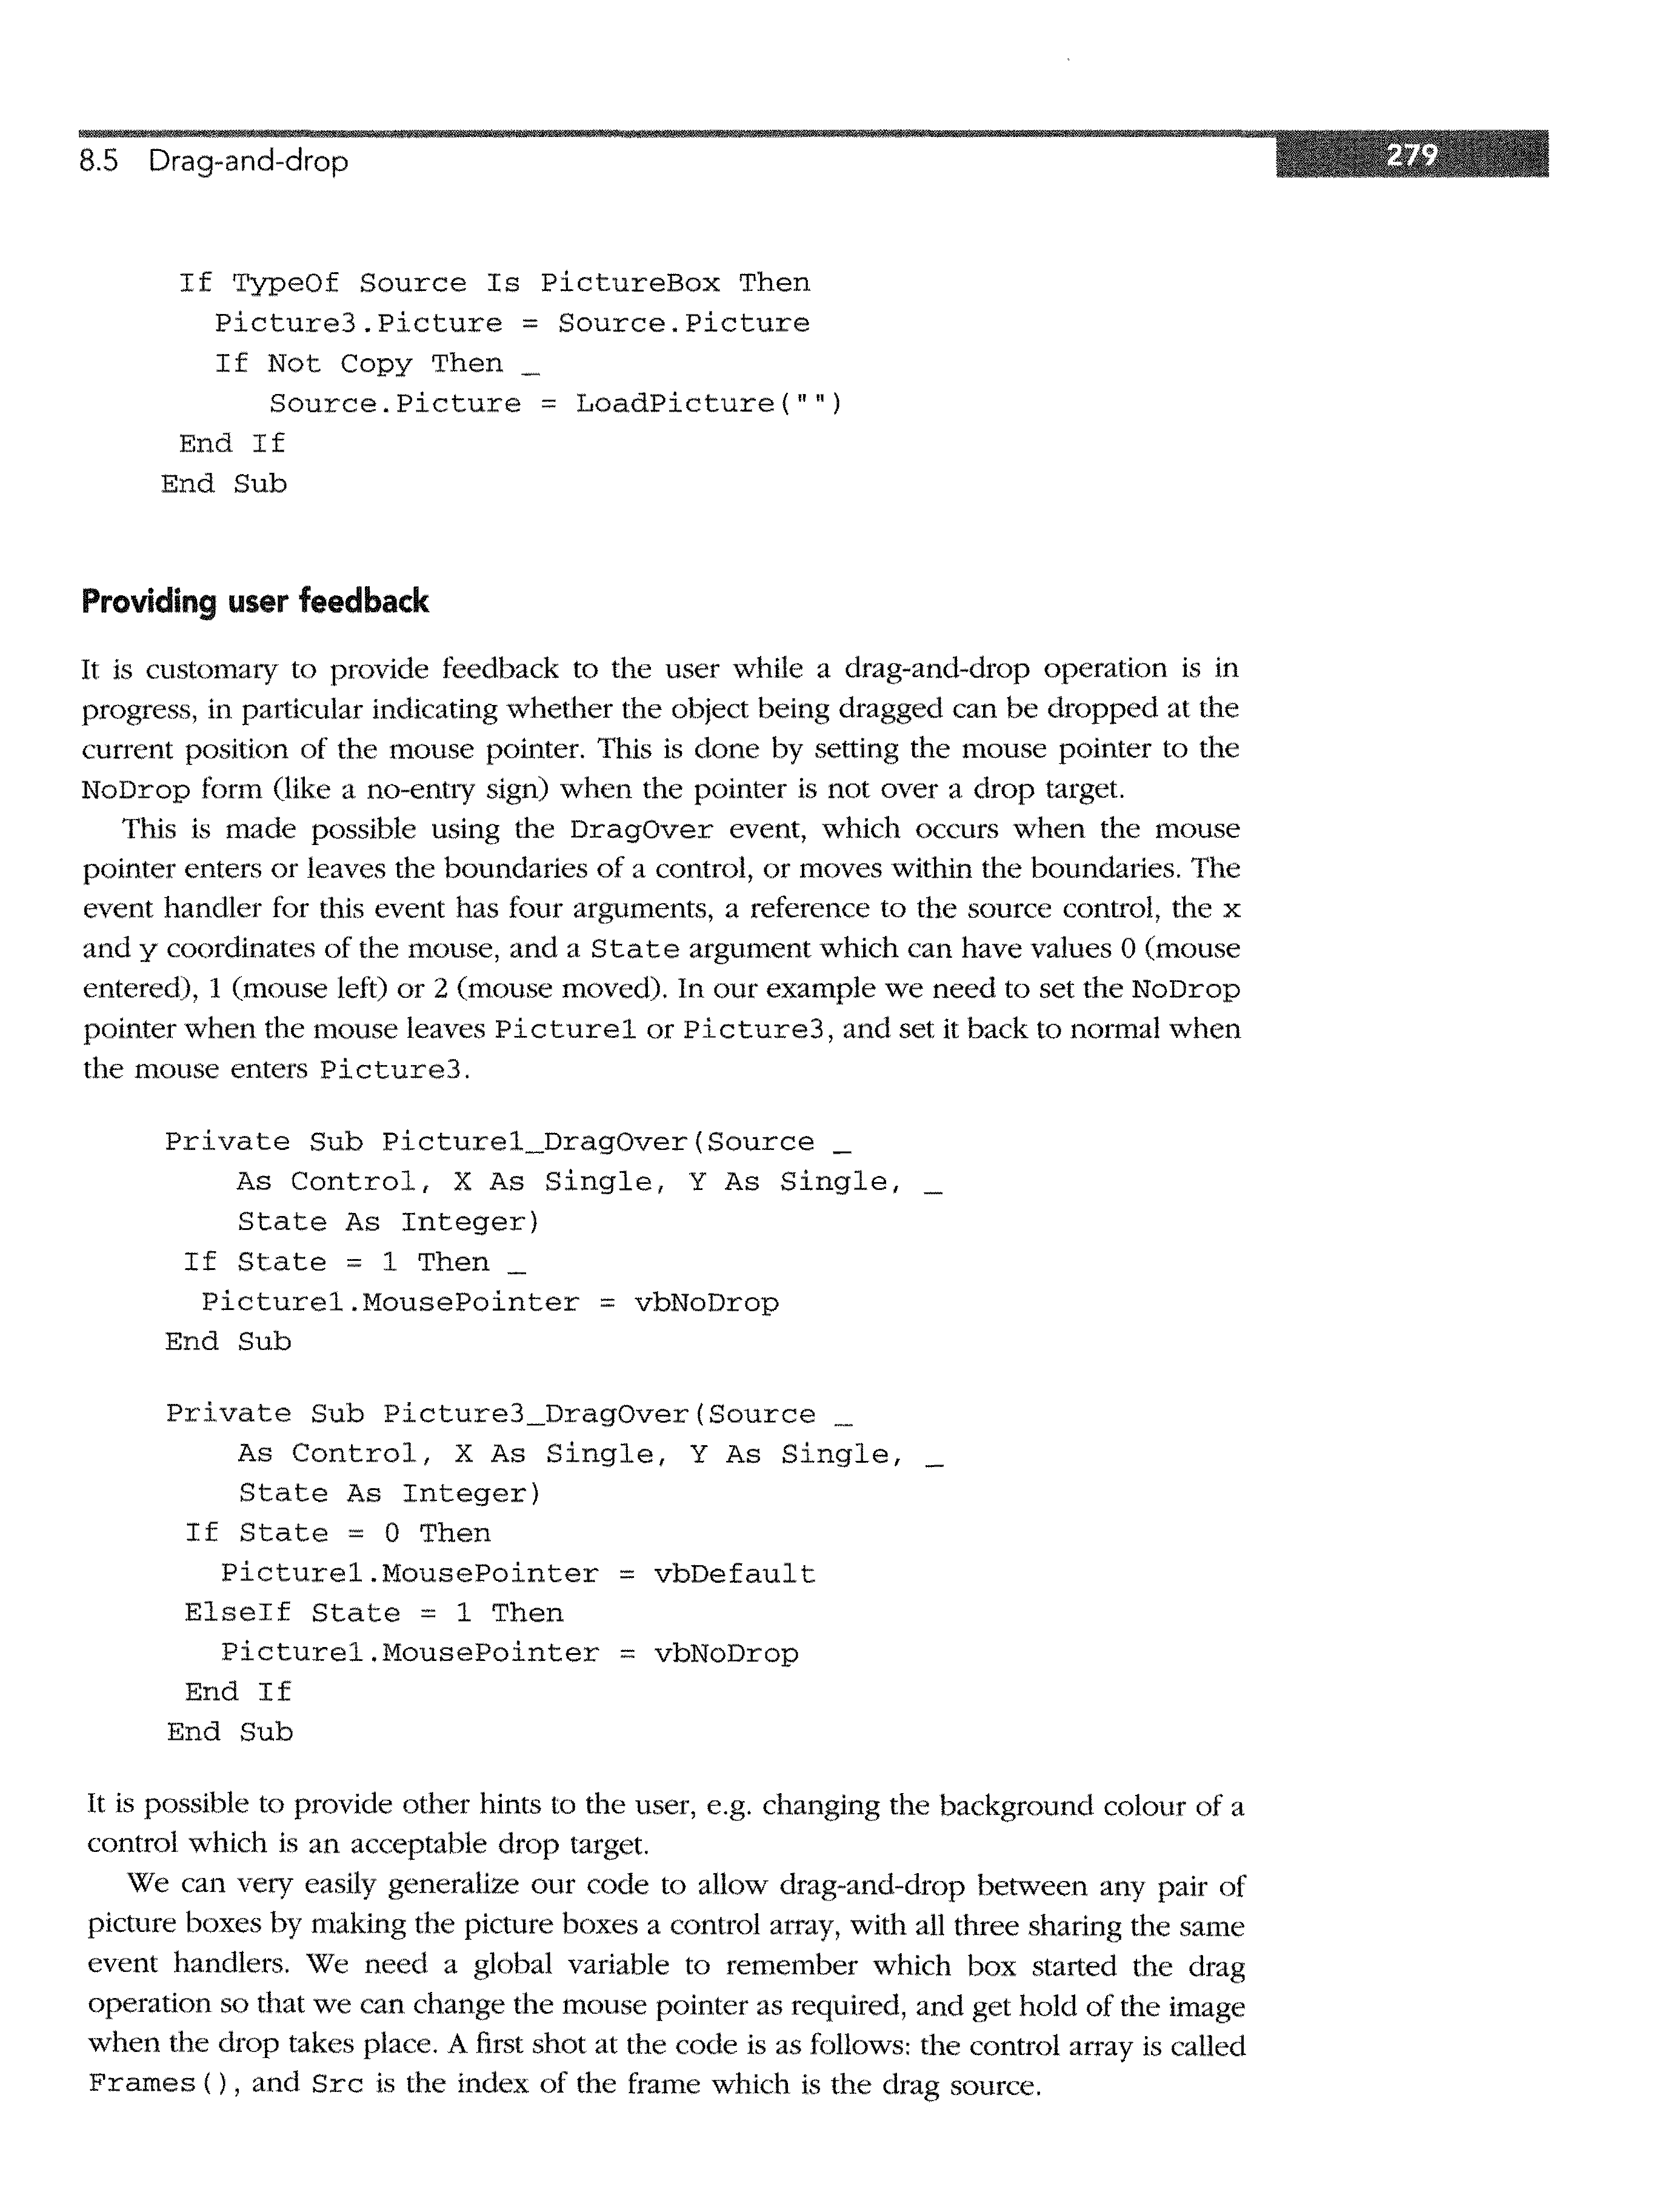 8.5 Drag-and-drop 279
If TypeOf Source Is PictureBox Then
Picture3.Picture = Source.Picture
If Not Copy Then _
Source.Picture = LoadPicture("")
End If
End Sub
Providing user feedback
It is customary to provide feedback to the user while a drag-and-drop operation is in
progress, in particular indicating whether the object being dragged can be dropped at the
current position of the mouse pointer. This is done by setting the mouse pointer to the
NoDrop form (like a no-entry sign) when the pointer is not over a drop target.
This is made possible using the DragOver event, which occurs when the mouse
pointer enters or leaves the boundaries of a control, or moves within the boundaries. The
event handler for this event has four arguments, a reference to the source control, the x
and y coordinates of the mouse, and a State argument which can have values 0 (mouse
entered), 1 (mouse left) or 2 (mouse moved). In our example we need to set the NoDrop
pointer when the mouse leaves Picture1 or Picture3, and set it back to normal when
the mouse enters Picture3.
Private Sub Picture1_DragOver(Source _
As Control, X As Single, Y As Single, _
State As Integer)
If State = 1 Then _
Picture1.MousePointer = vbNoDrop
End Sub
Private Sub Picture3_DragOver(Source _
As Control, X As Single, Y As Single, _
State As Integer)
If State = 0 Then
Picture1.MousePointer = vbDefault
ElseIf State = 1 Then
Picture1.MousePointer = vbNoDrop
End If
End Sub
It is possible to provide other hints to the user, e.g. changing the background colour of a
control which is an acceptable drop target.
We can very easily generalize our code to allow drag-and-drop between any pair of
picture boxes by making the picture boxes a control array, with all three sharing the same
event handlers. We need a global variable to remember which box started the drag
operation so that we can change the mouse pointer as required, and get hold of the image
when the drop takes place. A first shot at the code is as follows: the control array is called
Frames(), and Src is the index of the frame which is the drag source.